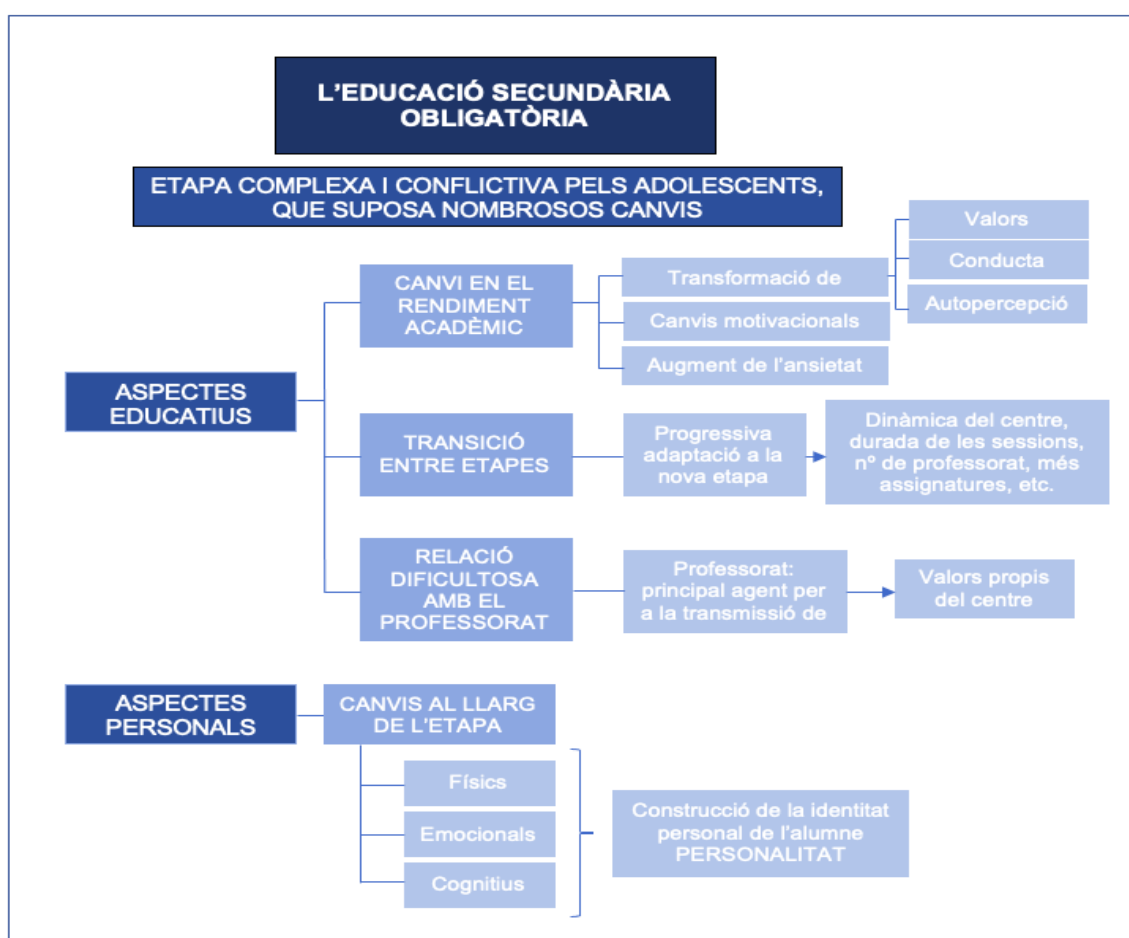 L'EDUCACIÓ SECUNDÀRIA
OBLIGATÒRIA
ETAPA COMPLEXA I CONFLICTIVA PELS ADOLESCENTS,
QUE SUPOSA NOMBROSOS CANVIS
ASPECTES
EDUCATIUS
CANVI EN EL
RENDIMENT
ACADÈMIC
Transformació de
Valors
Conducta
Autopercepció
Canvis motivacionals
Augment de l'ansietat
TRANSICIÓ
ENTRE ETAPES
Progressiva
adaptació a la
nova etapa
Dinàmica del centre,
durada de les sessions,
nº de professorat, més
assignatures, etc.
RELACIÓ
DIFICULTOSA
AMB EL
PROFESSORAT
Professorat:
principal agent per
a la transmissió de
Valors propis
del centre
ASPECTES
PERSONALS
CANVIS AL LLARG
DE L'ETAPA
Físics
Emocionals
Cognitius
Construcció de la identitat
personal de l'alumne
PERSONALITAT